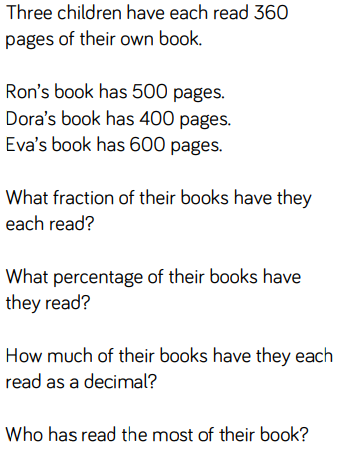 Three children have each read 360
pages of their own book.
Ron's book has 500 pages.
Dora's book has 400 pages.
Eva's book has 600 pages.
What fraction of their books have they
each read?
What percentage of their books have
they read?
How much of their books have they each
read as a decimal?
Who has read the most of their book?